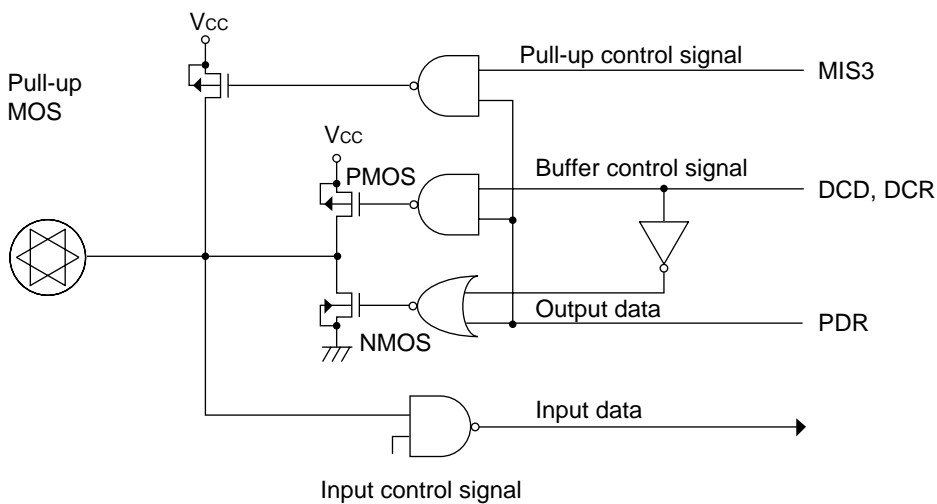 VCC
Pull-up control signal
MIS3
Pull-up
MOS
VCC
Buffer control signal
PMOS
DCD, DCR
Output data
PDR
NMOS
Input data
Input control signal